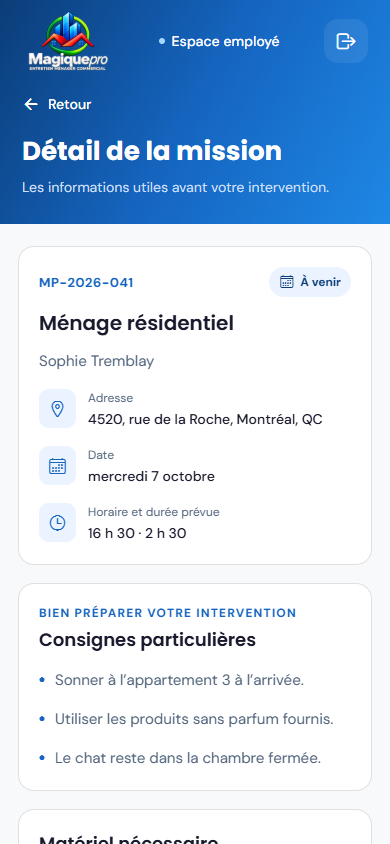 Magiquepro
ENTRETIEN MÉNAGER COMMERCIAL
Espace employé
Retour
Détail de la mission
Les informations utiles avant votre intervention.
MP-2026-041
À venir
Ménage résidentiel
Sophie Tremblay
Adresse
4520, rue de la Roche, Montréal, QC
Date
mercredi 7 octobre
Horaire et durée prévue
16 h 30 · 2 h 30
BIEN PRÉPARER VOTRE INTERVENTION
Consignes particulières
• Sonner à l’appartement 3 à l’arrivée.
• Utiliser les produits sans parfum fournis.
• Le chat reste dans la chambre fermée.
Matériel nécessaire